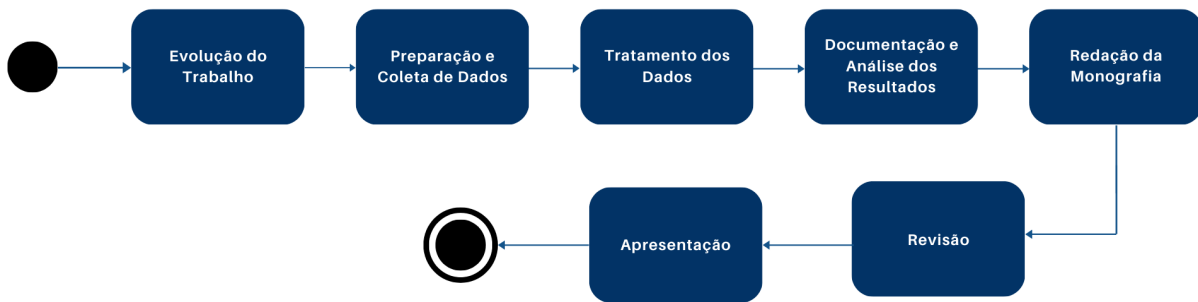 Evolução do
Trabalho
Preparação e
Coleta de Dados
Tratamento dos
Dados
Documentação e
Análise dos
Resultados
Redação da
Monografia
Revisão
Apresentação